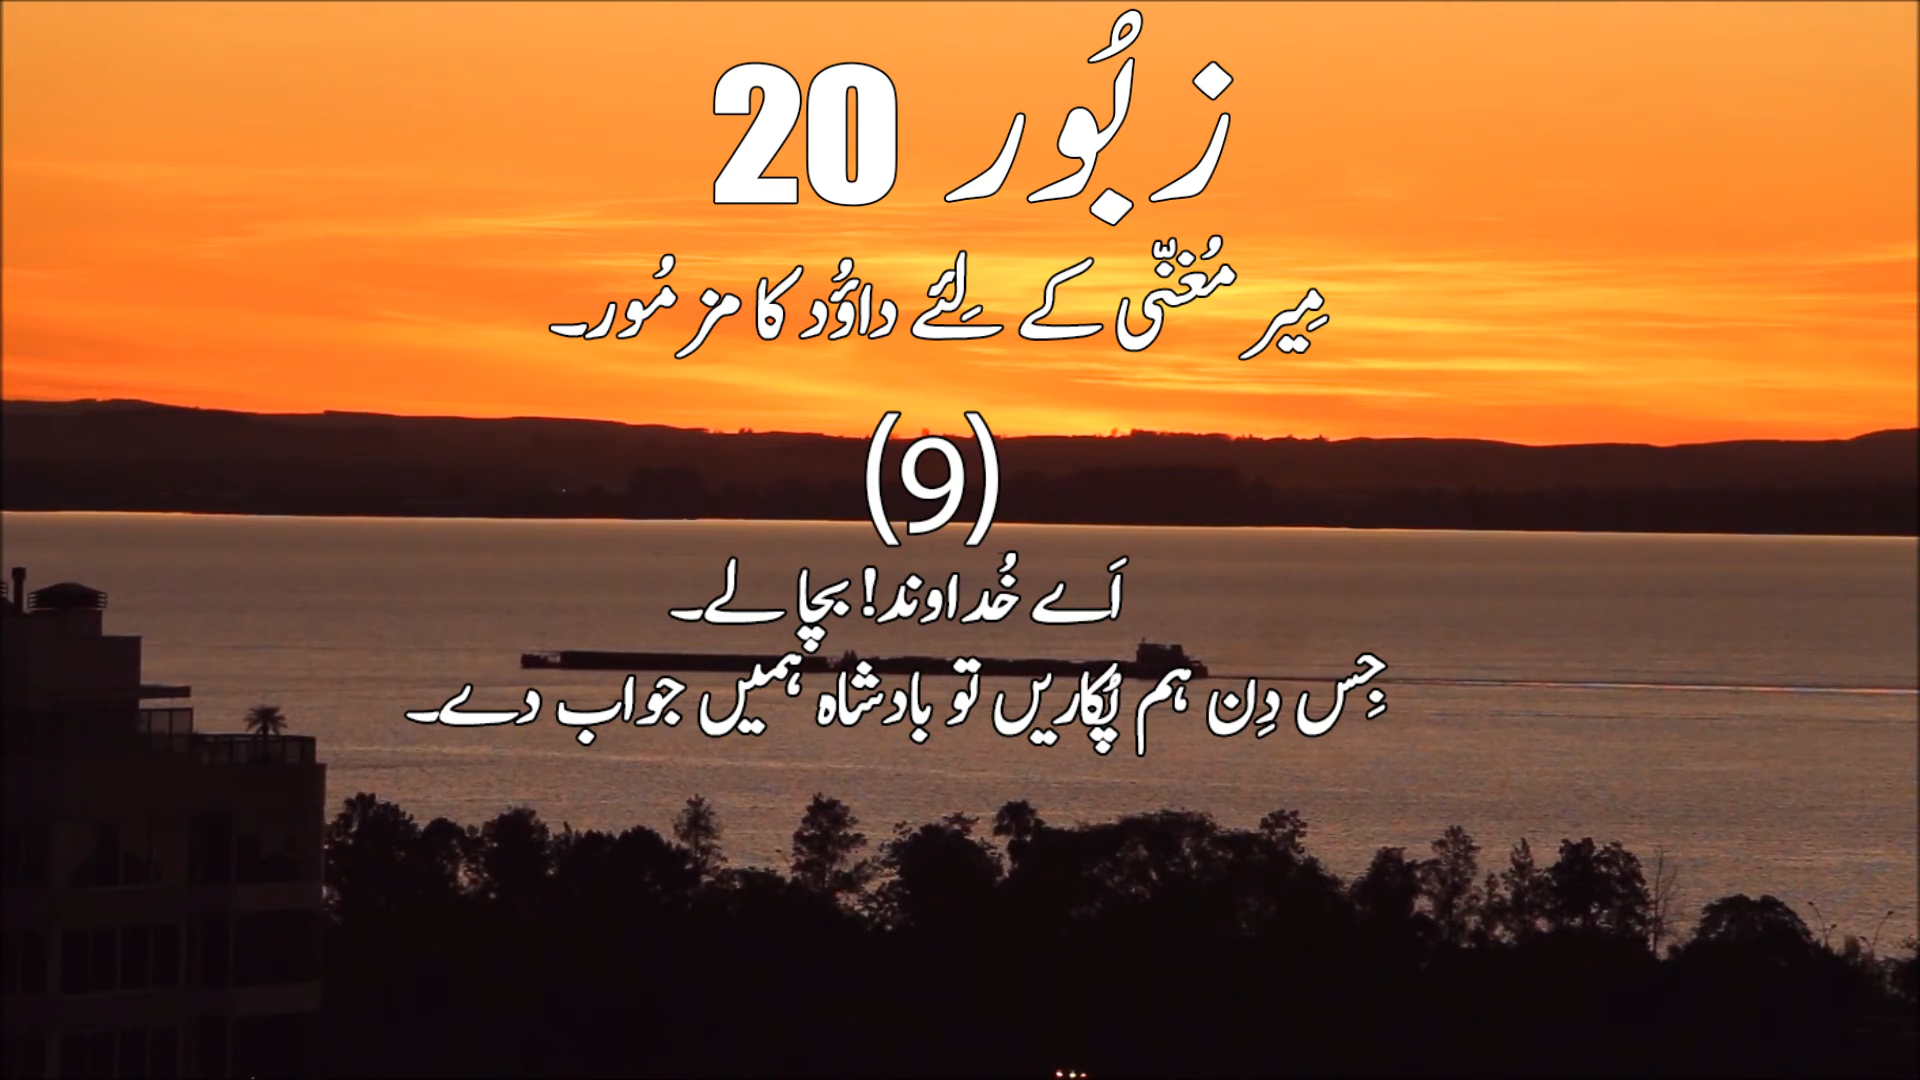 زبُور 20
مِیر مُغنّی کے لِئے داؤُد کا مزمُور۔
(9)
اَے خُداوند! بچا لے۔
جِس دِن ہم پُکاریں تو بادشاہ ہمیں جواب دے۔